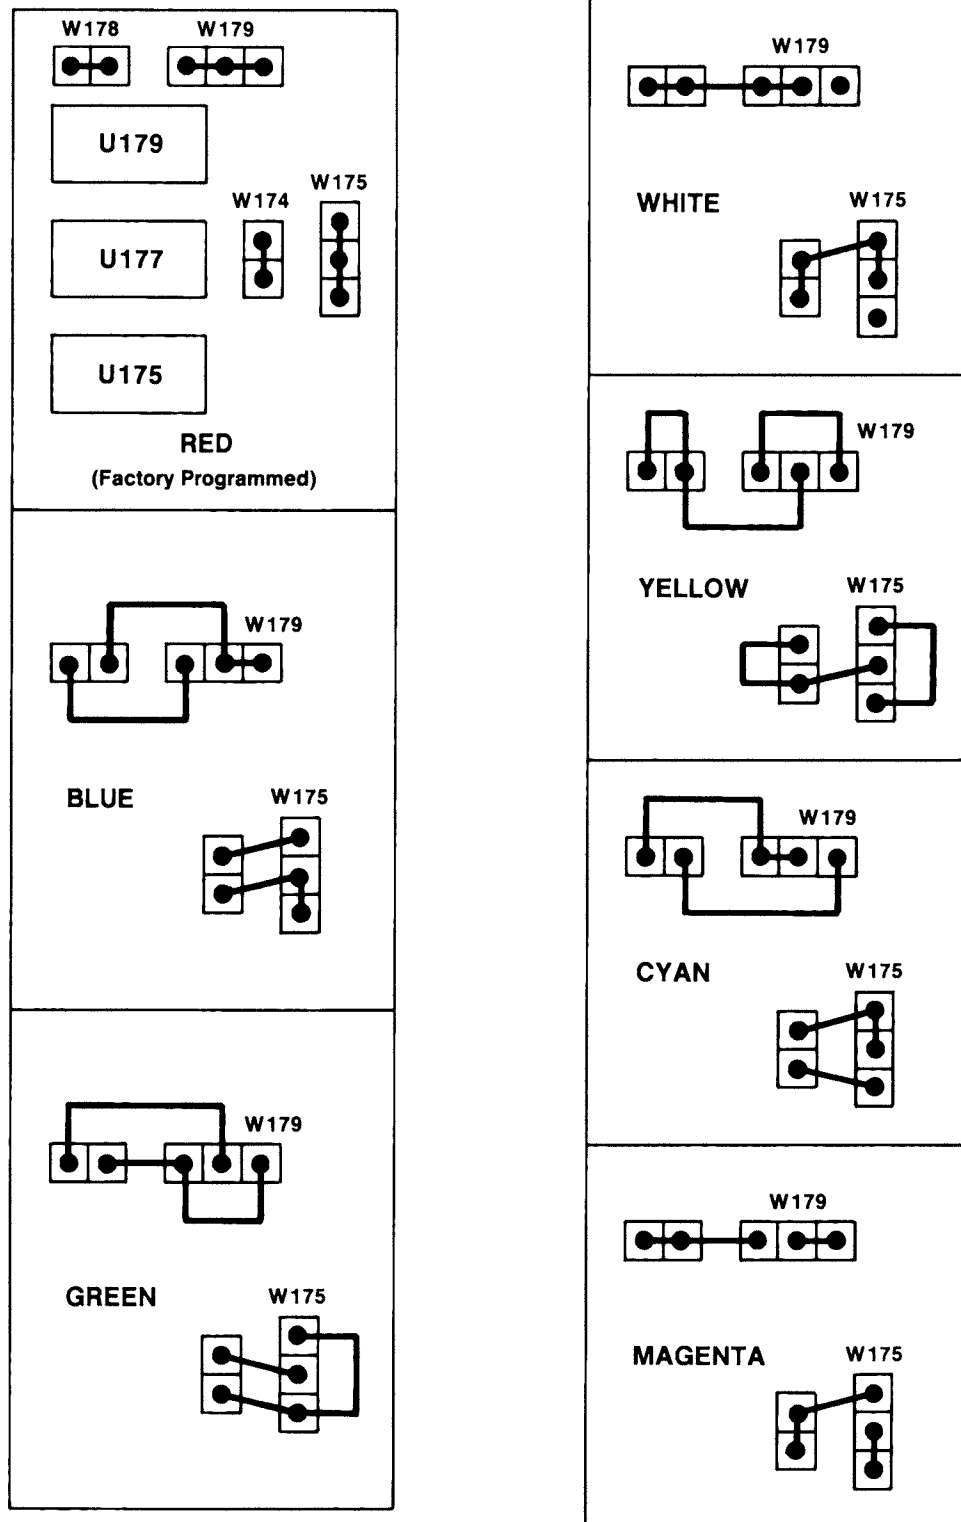 W178 W179
U179
W175
W174
U177
U175
RED
(Factory Programmed)
W179
BLUE W175
W179
GREEN W175
W179
WHITE W175
W179
YELLOW W175
W179
CYAN W175
W179
MAGENTA W175